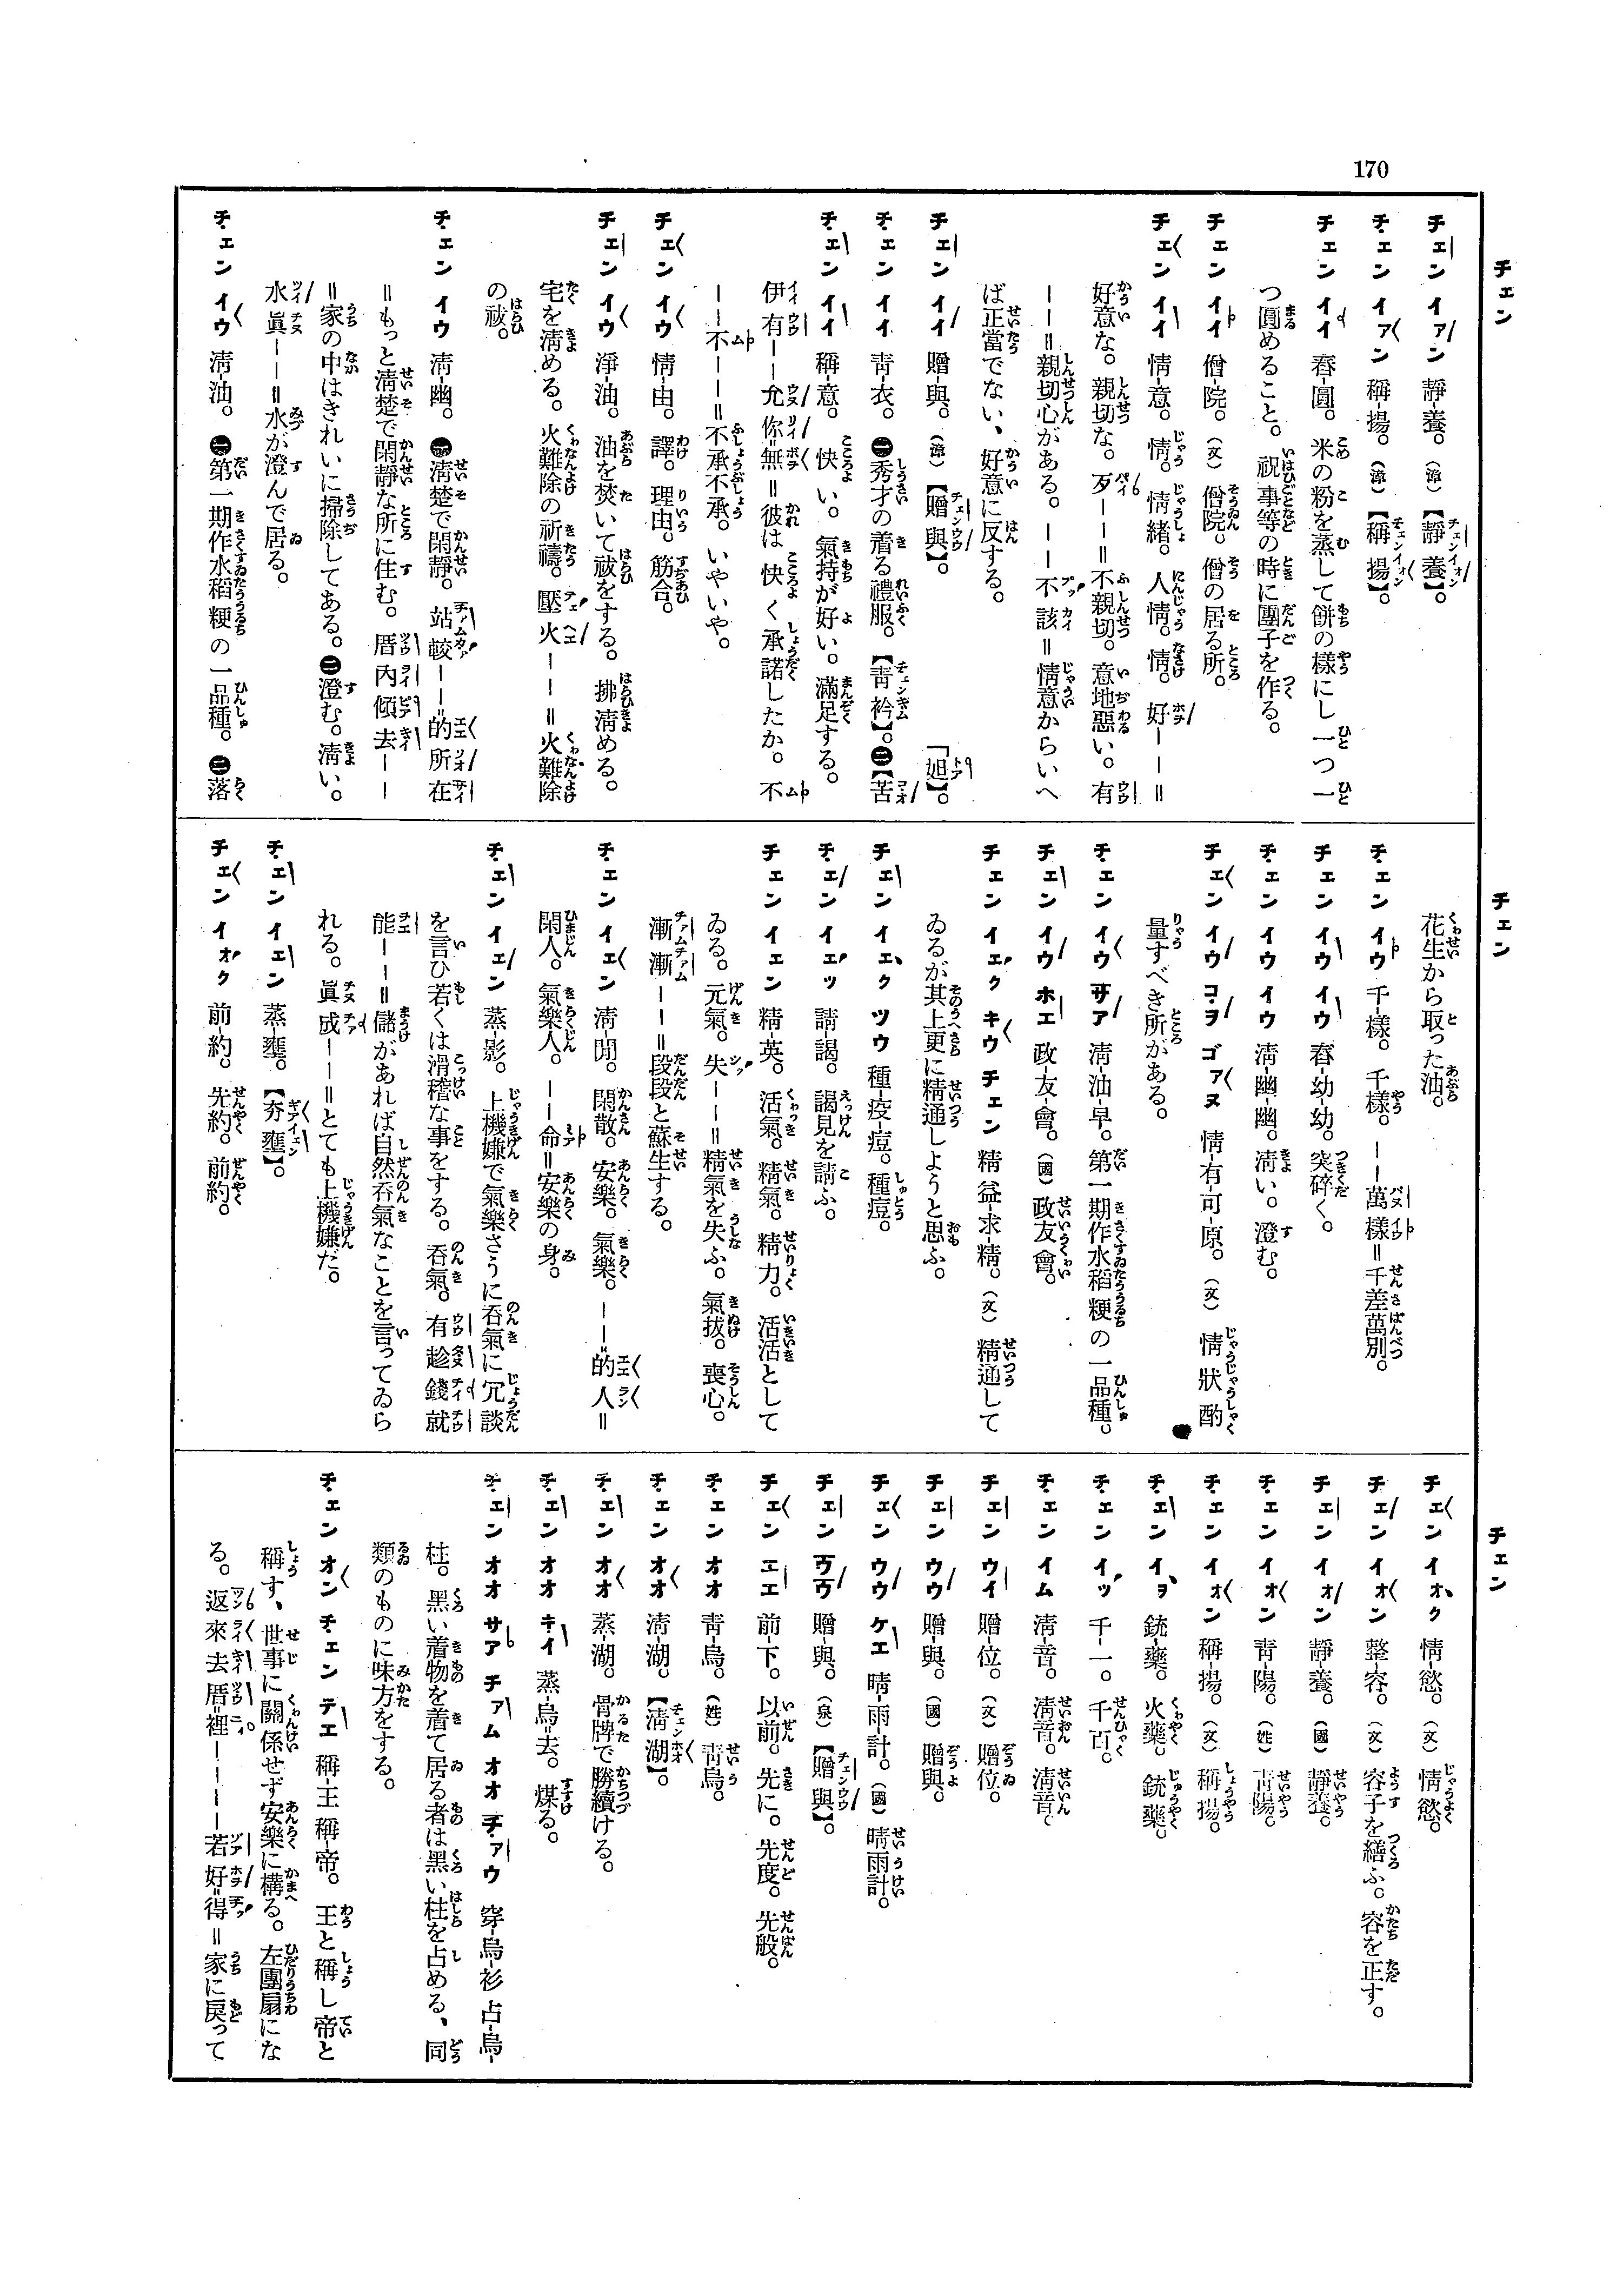 170
チェン
チェン イァン 靜-養。(漳)【靜養】。
チェン イァン 稱-揚。(漳)【稱揚】。
チェン イイ 舂-圓。米の粉を蒸して餅の樣にし一つ一
つ圓めること。祝事等の時に團子を作る。
チェン イイ 僧-院。(文) 僧院。僧の居る所。
チェン イイ 情-意。情。情緒。人情。情。好――=
好意な。親切な。歹――=不親切。意地惡い。有
――=親切心がある。――不該=情意からいへ
ば正當でない、好意に反する。
チェン イイ 贈-與。(漳)【贈與】。
チェン イイ 靑-衣。㊀秀才の着る禮服。【靑衿】。㊁【苦
「妲】。
チェン イイ 稱-意。快い。氣持が好い。滿足する。
伊有――允你=無=彼は快く承諾したか。不
――不――=不承不承。いやいや。
チェン イウ 情-由。譯。理由。筋合。
チェン イウ 淨-油。油を焚いて祓をする。拂淸める。
宅を淸める。火難除の祈禱。壓火――=火難除
の祓。
チェン イウ 淸-幽。㊀淸楚で閑靜。站較――=的所在
=もっと淸楚で閑靜な所に住む。厝內傾去――
=家の中はきれいに掃除してある。㊁澄む。淸い。
水眞――=水が澄んで居る。
チェン イウ 淸-油。㊀第一期作水稻粳の一品種。㊁落
チェン
花生から取った油。
チェン イウ 千-樣。千樣。――萬樣=千差萬別。
チェン イウ イウ 舂-幼-幼。突碎く。
チェン イウ イウ 淸-幽-幽。淸い。澄む。
チェン イウ コヲ ゴァヌ 情-有-可-原。(文) 情狀酌
量すべき所がある。
チェン イウ サア 淸-油-早。第一期作水稻粳の一品種。
チェン イウ ホエ 政-友-會。(國) 政友會。
チェン イェク キウ チェン 精益-求-精。(文) 精通して
ゐるが其上更に精通しようと思ふ。
チェン イェク ツウ 種-疫-痘。種痘。
チェン イェッ 請-謁。謁見を請ふ。
チェン イェン 精-英。活氣。精氣。精力。活活として
ゐる。元氣。失――=精氣を失ふ。氣拔。喪心。
漸漸――=段段と蘇生する。
チェン イェン 淸-閒。閑散。安樂。氣樂。――=的人=
閑人。氣樂人。――命=安樂の身。
チェン イェン 蒸-影。上機嫌で氣樂さうに呑氣に冗談
を言ひ若くは滑稽な事をする。呑氣。有趁錢就
能――=儲があれば自然呑氣なことを言ってゐら
れる。眞成――=とても上機嫌だ。
チェン イェン 蒸-壅。【夯壅】。
チェン イォク 前-約。先約。前約。
チェン
チェン イォク 情-慾。(文) 情慾。
チェン イォン 整-容。(文) 容子を繕ふ。容を正す。
チェン イォン 靜-養。(國) 靜養。
チェン イォン 靑-陽。(姓) 靑陽。
チェン イォン 稱-揚。(文) 稱揚。
チェン イヲ 銃-藥。火藥。銃藥。
チェン イッ 千-一。千百。
チェン イム 淸-音。淸音。淸音。
チェン ウイ 贈-位。(文) 贈位。
チェン ウウ 贈-與。(國) 贈與。
チェン ウウ ケエ 晴-雨-計。(國) 晴雨計。
チェン ウウ 贈-與。(泉)【贈與】。
チェン エエ 前-下。以前。先に。先度。先般。
チェン オオ 靑-烏。(姓) 靑烏。
チェン オオ 淸-湖。【淸湖】。
チェン オオ 蒸-湖。骨牌で勝續ける。
チェン オオ キイ 蒸-烏=去。煤る。
チェン オオ サア チァム オオ チァウ 穿-烏-衫占-烏-
柱。黑い着物を着て居る者は黑い柱を占める、同
類のものに味方をする。
チェン オン チェン テエ 稱-王稱-帝。王と稱し帝と
稱す、世事に關係せず安樂に構る。左團扇にな
る。返來去厝=裡――――若好=得=家に戾って